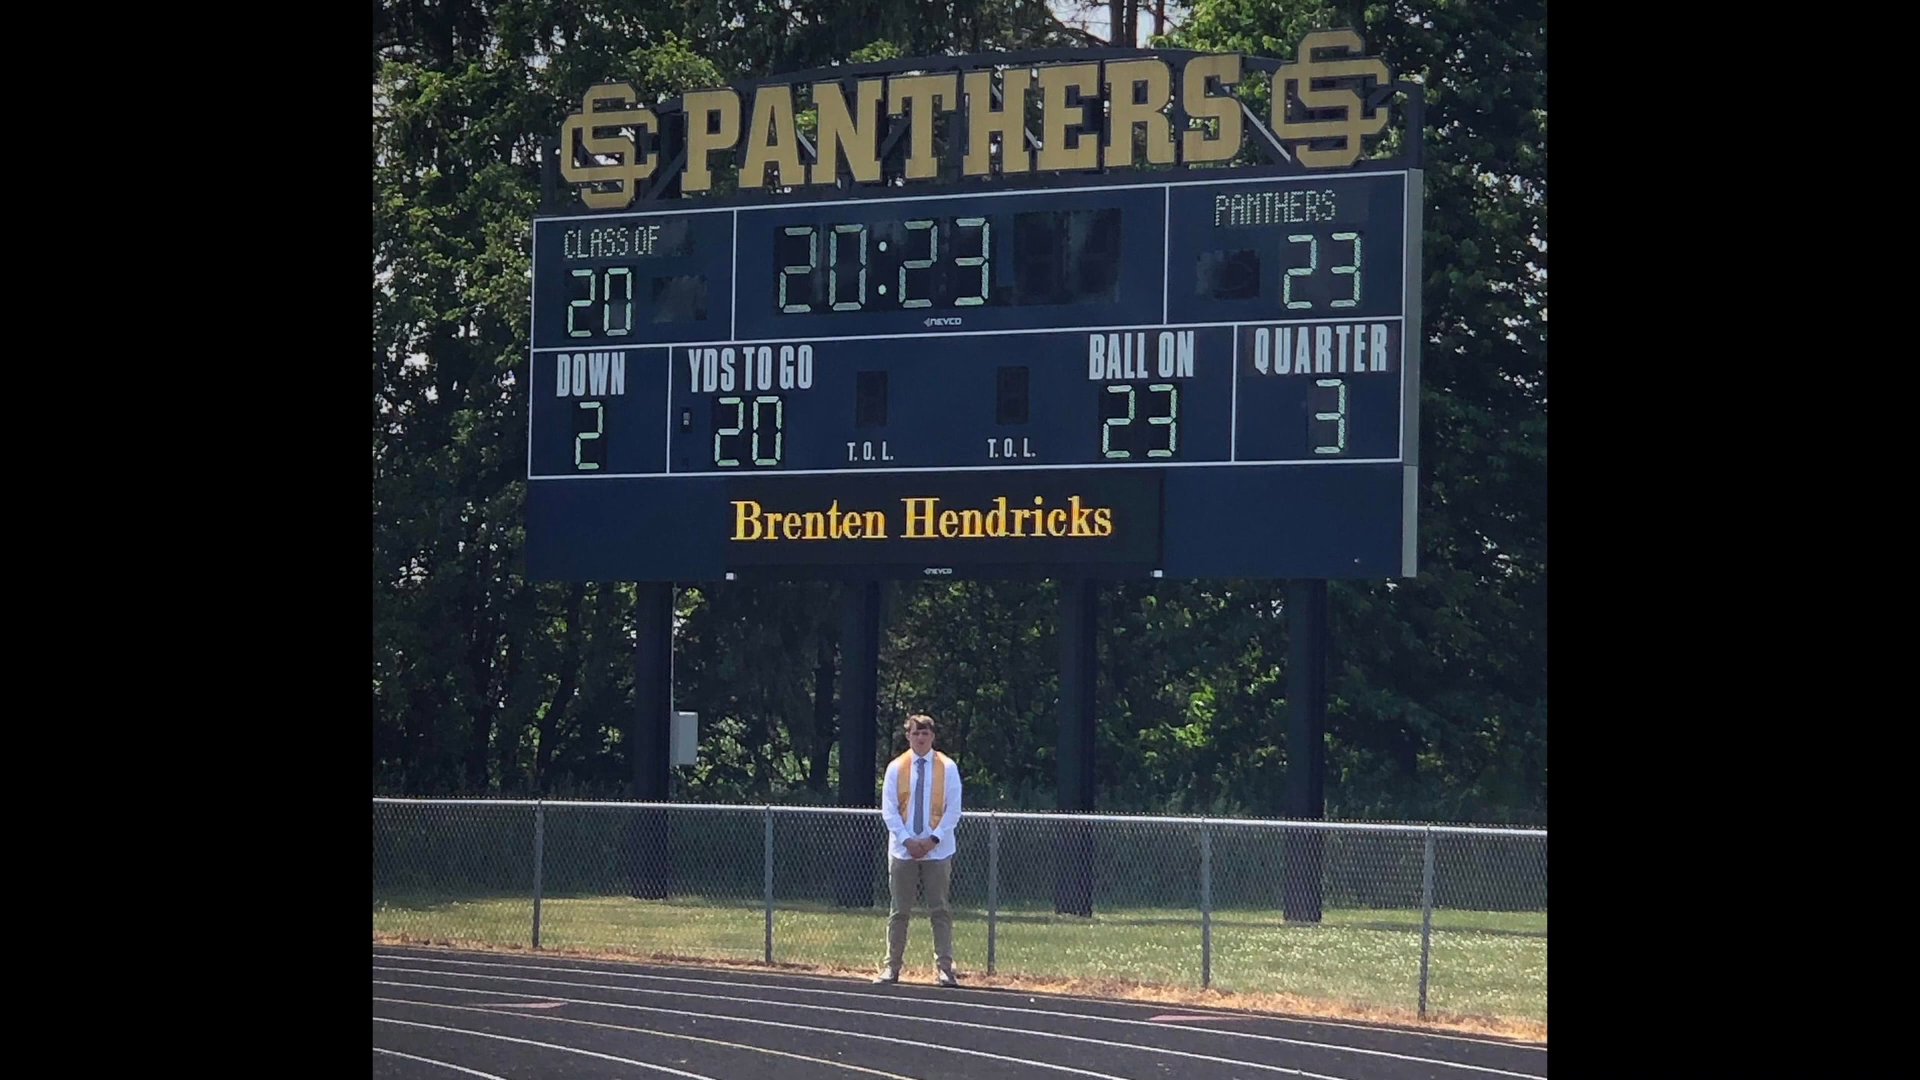 SC PANTHERS SC
CLASS OF
20
20:23
PANTHERS
23
NEVCO
DOWN
2
YDS TO GO
20
T.O.L.
T.O.L.
BALL ON
23
QUARTER
3
Brenten Hendricks
NEVCO